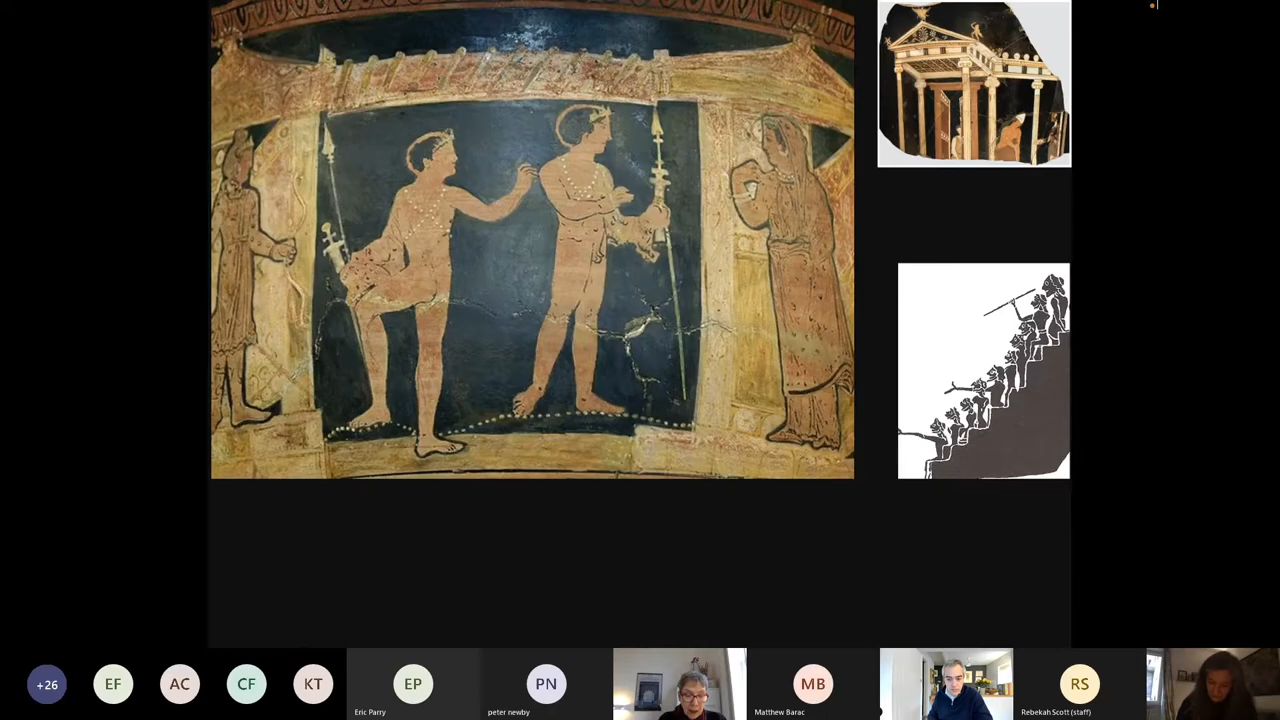 +26
EF
AC
CF
KT
EP
Eric Parry
PN
peter newby
MB
Matthew Barac
RS
Rebekah Scott (staff)